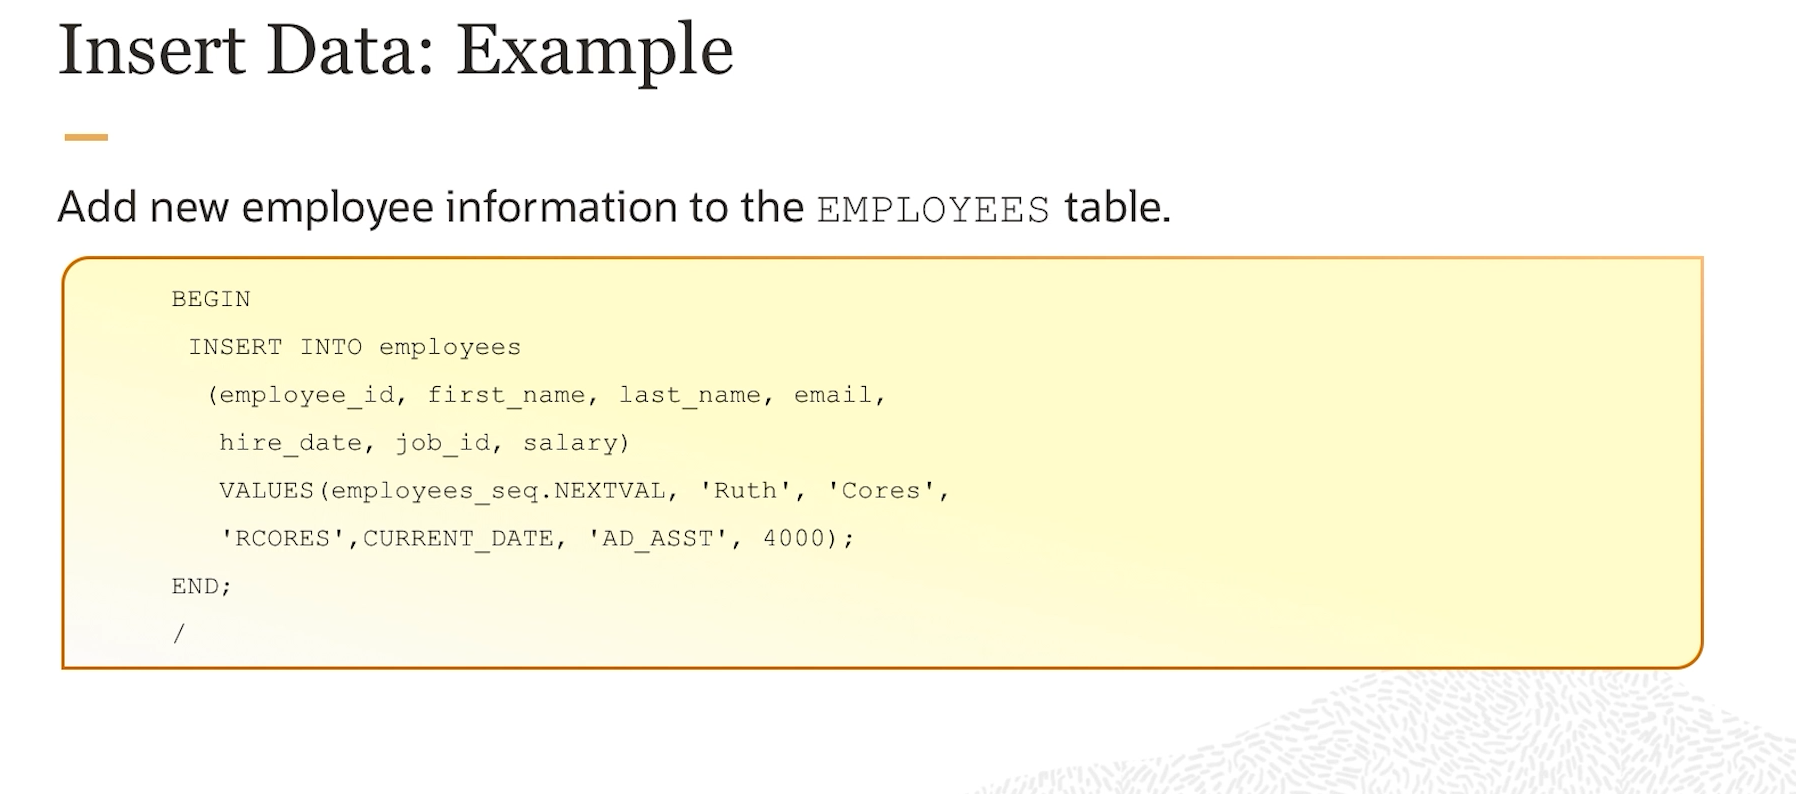 Insert Data: Example
Add new employee information to the EMPLOYEES table.
BEGIN
INSERT INTO employees
(employee_id, first_name, last_name, email,
hire_date, job_id, salary)
VALUES(employees_seq.NEXTVAL, 'Ruth', 'Cores',
'RCORES',CURRENT_DATE, 'AD_ASST', 4000);
END;
/